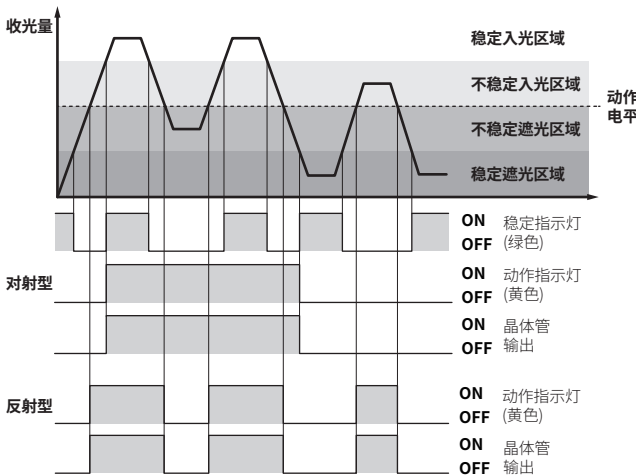 收光量
稳定入光区域
不稳定入光区域
动作
电平
不稳定遮光区域
稳定遮光区域
ON
OFF
稳定指示灯
(绿色)
对射型
ON
OFF
动作指示灯
(黄色)
ON
OFF
晶体管
输出
反射型
ON
OFF
动作指示灯
(黄色)
ON
OFF
晶体管
输出